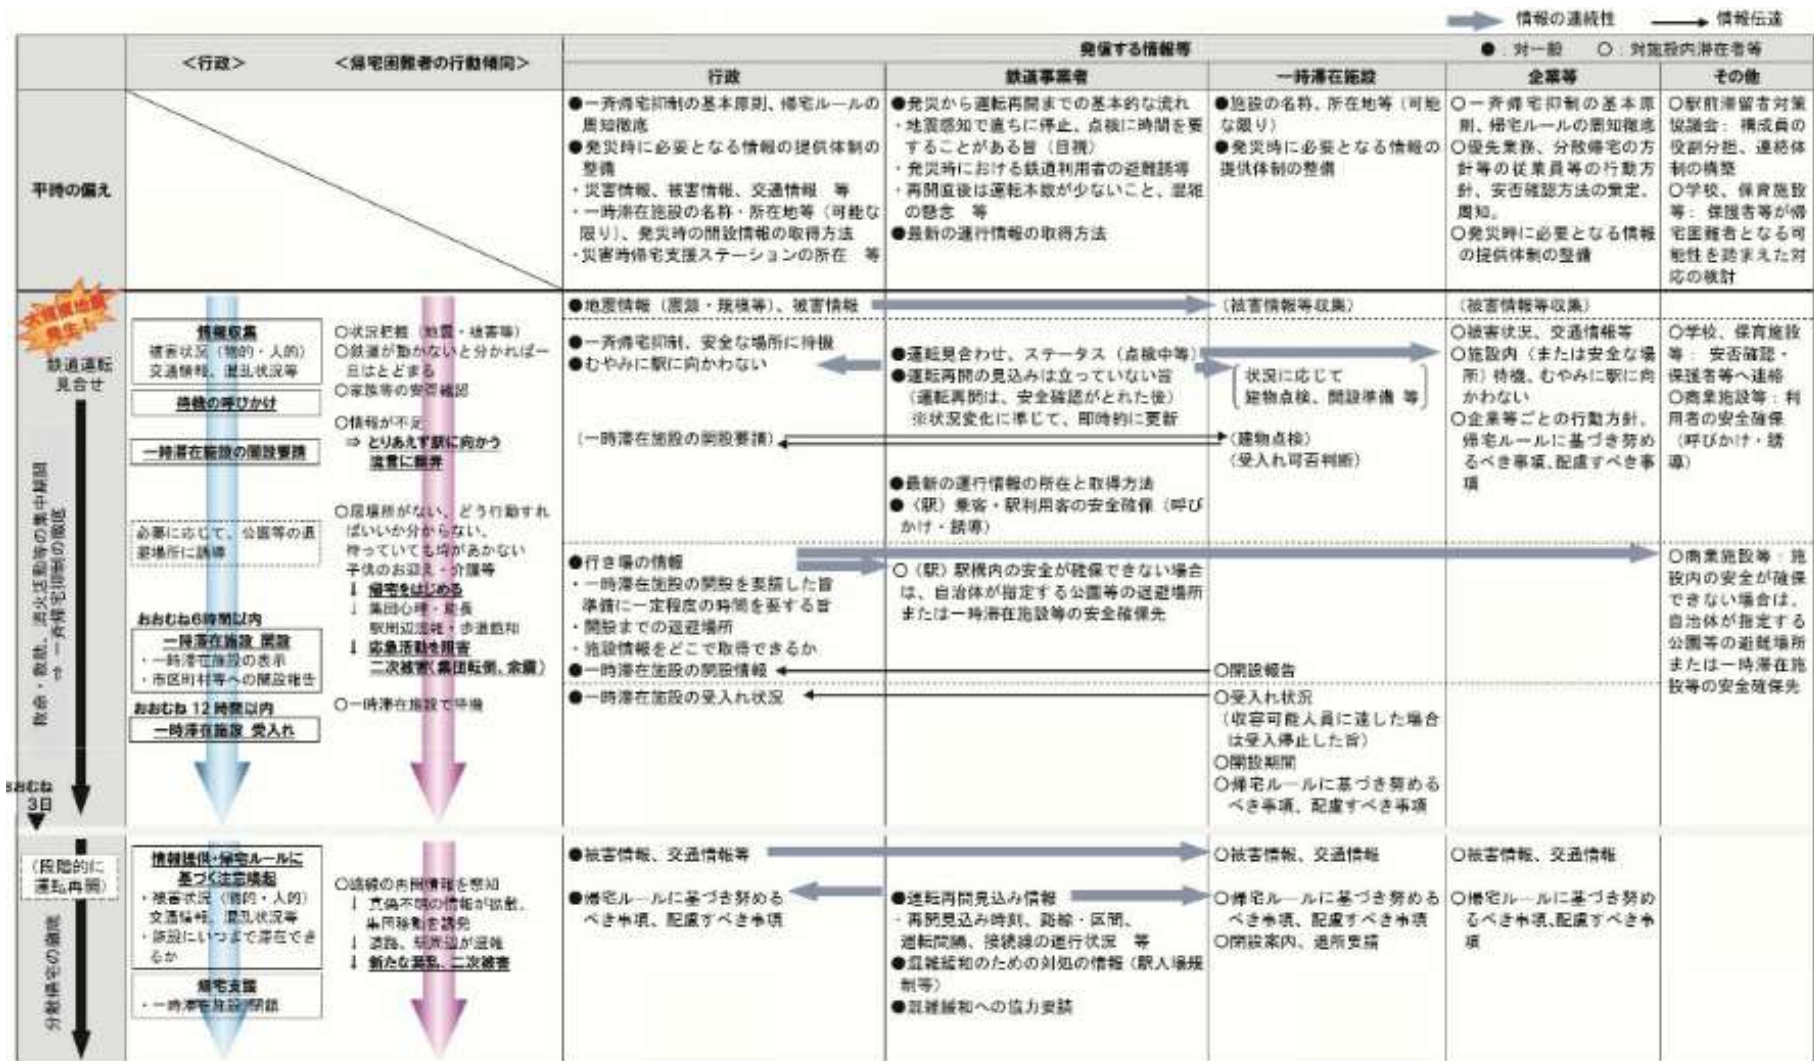 情報の連続性 情報伝達
<行政>
<帰宅困難者の行動傾向>
発信する情報等
●：対一般 ○：対施設内滞在者等
行政
鉄道事業者
一時滞在施設
企業等
その他
平時の備え
●一斉帰宅抑制の基本原則、帰宅ルールの
周知徹底
●発災時に必要となる情報の提供体制の
整備
・災害情報、被害情報、交通情報 等
・一時滞在施設の名称・所在地等（可能な
限り）、発災時の開設情報の取得方法
・災害時帰宅支援ステーションの所在 等
●発災から運転再開までの基本的な流れ
・地震感知で直ちに停止、点検に時間を要
することがある旨（目視）
・発災時における鉄道利用者の避難誘導
・再開直後は運転本数が少ないこと、混雑
の懸念 等
●最新の運行情報の取得方法
●施設の名称、所在地等（可能
な限り）
●発災時に必要となる情報の
提供体制の整備
○一斉帰宅抑制の基本原
則、帰宅ルールの周知徹底
○優先業務、分散帰宅の方
針等の従業員等の行動方
針、安否確認方法の策定、
周知。
○発災時に必要となる情報
の提供体制の整備
○駅前滞留者対策
協議会：構成員の
役割分担、連絡体
制の構築
○学校、保育施設
等：保護者等が帰
宅困難者となる可
能性を踏まえた対
応の検討
大規模地震
発生！
鉄道運転
見合せ
救命・救助、消火活動等の集中期間
⇒ 一斉帰宅抑制の徹底
おおむね
3日
情報収集
被害状況（物的・人的）
交通情報、混乱状況等
待機の呼びかけ
一時滞在施設の開設要請
必要に応じて、公園等の退
避場所に誘導
おおむね6時間以内
一時滞在施設 開設
・一時滞在施設の表示
・市区町村等への開設報告
おおむね 12 時間以内
一時滞在施設 受入れ
○状況把握（地震・被害等）
○鉄道が動かないと分かれば一
旦はとどまる
○家族等の安否確認
○情報が不足
⇒ とりあえず駅に向かう
流言に翻弄
○居場所がない、どう行動すれ
ばいいか分からない、
待っていても埒があかない
子供のお迎え・介護等
↓ 帰宅をはじめる
↓ 集団心理・助長
駅周辺混雑・歩道飽和
↓ 応急活動を阻害
二次被害（集団転倒、余震）
○一時滞在施設で待機
●地震情報（震源・規模等）、被害情報
●一斉帰宅抑制、安全な場所に待機
●むやみに駅に向かわない
（一時滞在施設の開設要請）
●行き場の情報
・一時滞在施設の開設を要請した旨
準備に一定程度の時間を要する旨
・開設までの退避場所
・施設情報をどこで取得できるか
●一時滞在施設の開設情報
●一時滞在施設の受入れ状況
●運転見合わせ、ステータス（点検中等）
●運転再開の見込みは立っていない旨
（運転再開は、安全確認がとれた後）
※状況変化に準じて、即時的に更新
●最新の運行情報の所在と取得方法
●（駅）乗客・駅利用客の安全確保（呼び
かけ・誘導）
○（駅）駅構内の安全が確保できない場合
は、自治体が指定する公園等の退避場所
または一時滞在施設等の安全確保先
（被害情報等収集）
状況に応じて
建物点検、開設準備 等
（建物点検）
（受入れ可否判断）
○開設報告
○受入れ状況
（収容可能人員に達した場合
は受入停止した旨）
○開設期間
○帰宅ルールに基づき努める
べき事項、配慮すべき事項
（被害情報等収集）
○被害状況、交通情報等
○施設内（または安全な場
所）待機、むやみに駅に向
かわない
○企業等ごとの行動方針、
帰宅ルールに基づき努め
るべき事項、配慮すべき事
項
○学校、保育施設
等：安否確認・
保護者等へ連絡
○商業施設等：利
用者の安全確保
（呼びかけ・誘
導）
○商業施設等：施
設内の安全が確保
できない場合は、
自治体が指定する
公園等の避難場所
または一時滞在施
設等の安全確保先
（段階的に
運転再開）
分散帰宅の徹底
情報提供・帰宅ルールに
基づく注意喚起
・被害状況（物的・人的）
交通情報、混乱状況等
・施設にいつまで滞在でき
るか
帰宅支援
・一時滞在施設 閉鎖
○路線の再開情報を感知
↓ 真偽不明の情報が拡散、
集団移動を誘発
↓ 道路、駅周辺が混雑
↓ 新たな混乱、二次被害
●被害情報、交通情報等
●帰宅ルールに基づき努める
べき事項、配慮すべき事項
●運転再開見込み情報
・再開見込み時刻、路線・区間、
運転間隔、接続線の運行状況 等
●混雑緩和のための対処の情報（駅入場規
制等）
●混雑緩和への協力要請
○被害情報、交通情報
○帰宅ルールに基づき努める
べき事項、配慮すべき事項
○閉設案内、退所要請
○被害情報、交通情報
○帰宅ルールに基づき努め
るべき事項、配慮すべき事
項